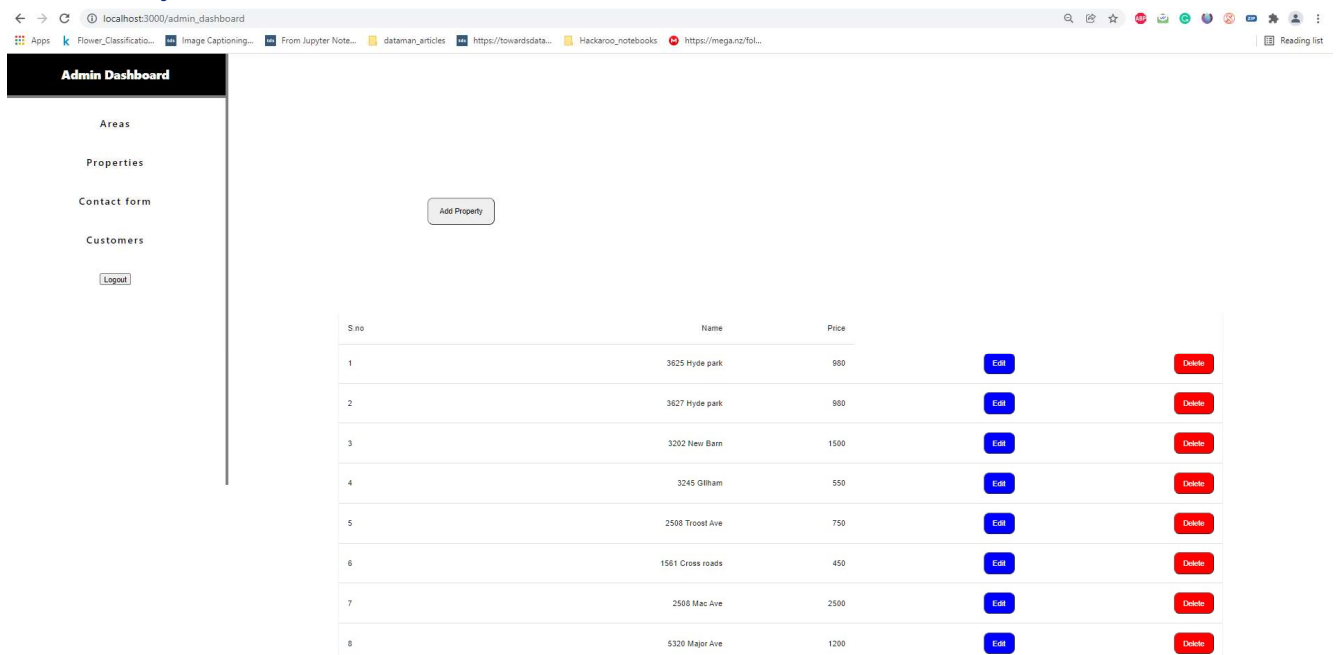 localhost:3000/admin_dashboard
Apps Flower_Classificatio... Image Captioning... From Jupyter Note... dataman_articles https://towardsdata... Hackaroo_notebooks https://mega.nz/fol... Reading list
Admin Dashboard
Areas
Properties
Contact form
Customers
Logout
Add Property
S.no Name Price
1 3625 Hyde park 980 Edit Delete
2 3627 Hyde park 980 Edit Delete
3 3202 New Barn 1500 Edit Delete
4 3245 Gilham 550 Edit Delete
5 2508 Troost Ave 750 Edit Delete
6 1561 Cross roads 450 Edit Delete
7 2508 Mac Ave 2500 Edit Delete
8 5320 Major Ave 1200 Edit Delete